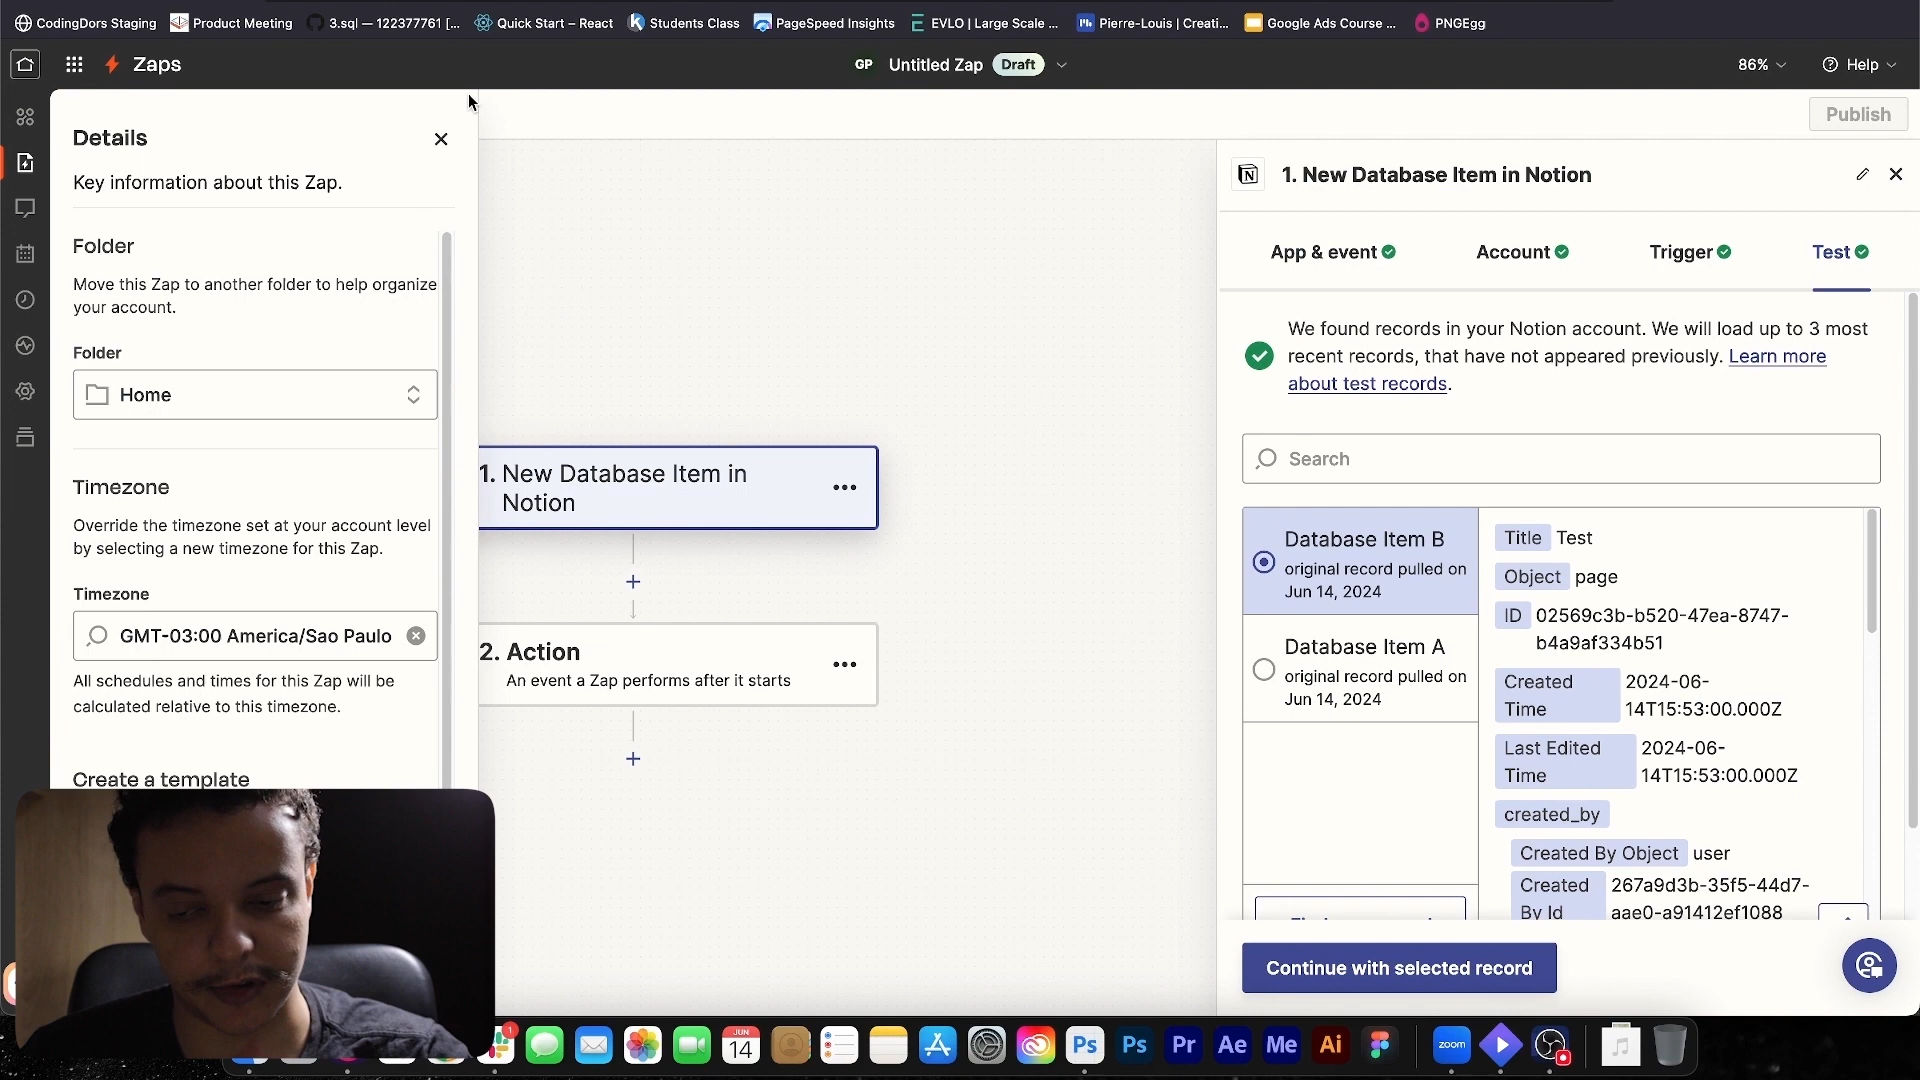 CodingDors Staging
Product Meeting
3.sql — 122377761 [...
Quick Start – React
Students Class
PageSpeed Insights
EVLO | Large Scale ...
Pierre-Louis | Creati...
Google Ads Course ...
PNGEgg
Zaps
GP Untitled Zap Draft
86%
Help
Publish
Details
Key information about this Zap.
Folder
Move this Zap to another folder to help organize
your account.
Folder
Home
Timezone
Override the timezone set at your account level
by selecting a new timezone for this Zap.
Timezone
GMT-03:00 America/Sao Paulo
All schedules and times for this Zap will be
calculated relative to this timezone.
Create a template
1. New Database Item in
Notion
2. Action
An event a Zap performs after it starts
1. New Database Item in Notion
App & event
Account
Trigger
Test
We found records in your Notion account. We will load up to 3 most
recent records, that have not appeared previously. Learn more
about test records.
Search
Database Item B
original record pulled on
Jun 14, 2024
Database Item A
original record pulled on
Jun 14, 2024
Title Test
Object page
ID 02569c3b-b520-47ea-8747-
b4a9af334b51
Created Time 2024-06-
14T15:53:00.000Z
Last Edited Time 2024-06-
14T15:53:00.000Z
created_by
Created By Object user
Created By Id 267a9d3b-35f5-44d7-
aae0-a91412ef1088
Continue with selected record
1
JUN
14
Ps
Ps
Pr
Ae
Me
Ai
zoom